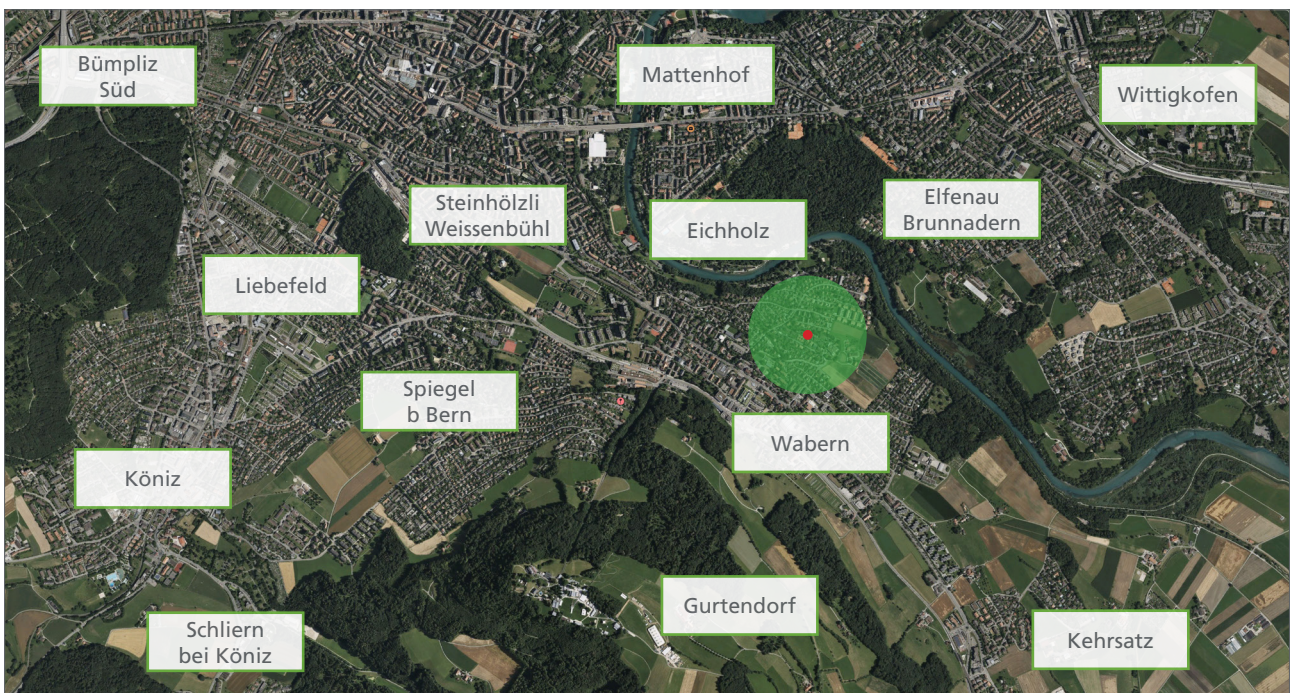 Bümpliz
Süd
Mattenhof
Wittigkofen
Steinhölzli
Weissenbühl
Elfenau
Brunnadern
Eichholz
Liebefeld
Spiegel
b Bern
Wabern
Köniz
Gurtendorf
Schliern
bei Köniz
Kehrsatz